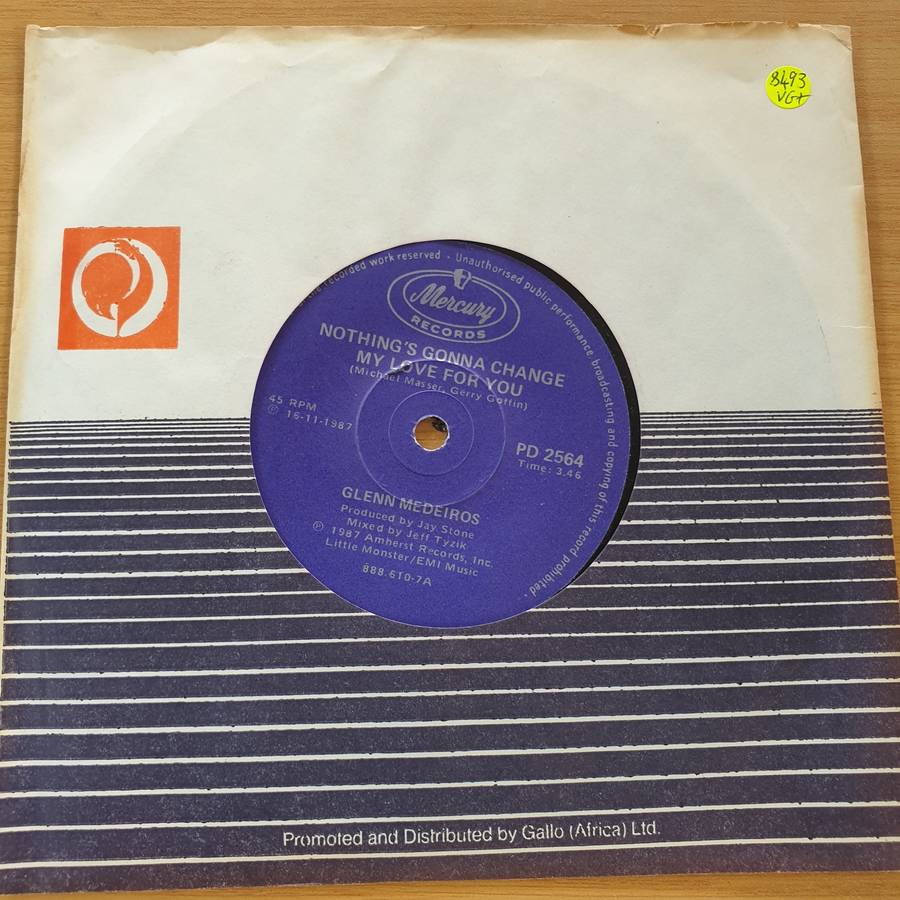 8493
VG+
the recorded work reserved · Unauthorised public performance, broadcasting and copying of this record prohibited ·
Mercury
RECORDS
NOTHING'S GONNA CHANGE
MY LOVE FOR YOU
(Michael Masser, Gerry Goffin)
45 RPM
℗ 16-11-1987
PD 2564
Time: 3.46
GLENN MEDEIROS
Produced by Jay Stone
Mixed by Jeff Tyzik
℗ 1987 Amherst Records, Inc.
Little Monster/EMI Music
888.610-7A
Promoted and Distributed by Gallo (Africa) Ltd.